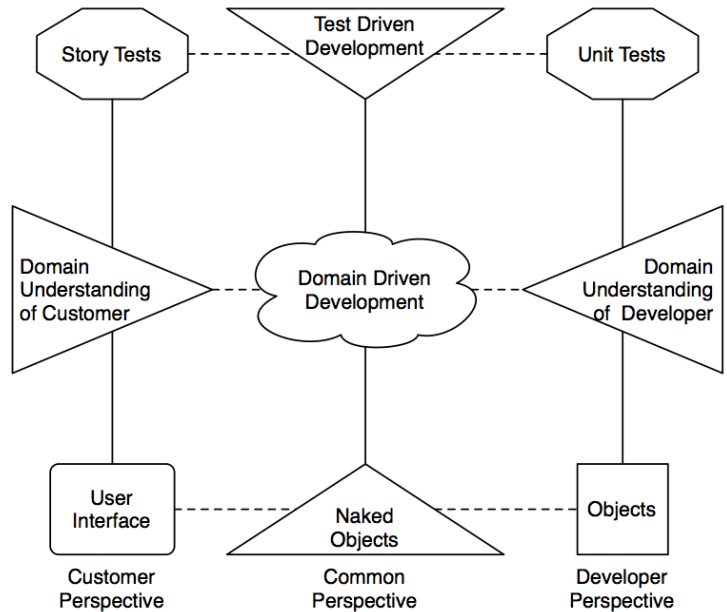 Story Tests
Test Driven
Development
Unit Tests
Domain
Understanding
of Customer
Domain Driven
Development
Domain
Understanding
of Developer
User
Interface
Naked
Objects
Objects
Customer
Perspective
Common
Perspective
Developer
Perspective